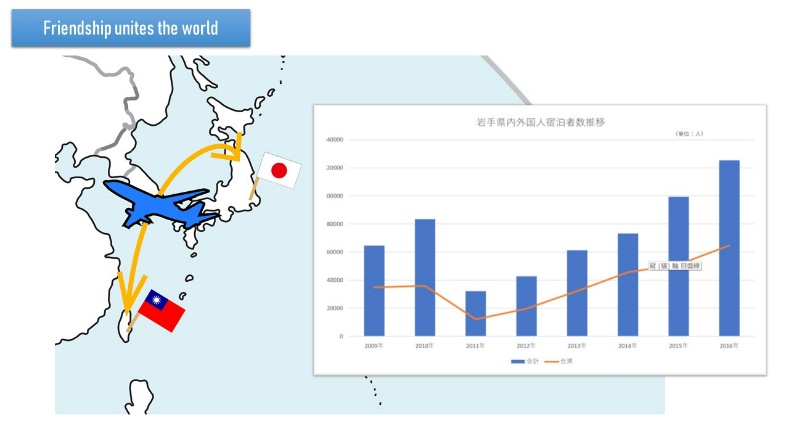 Friendship unites the world
岩手県内外国人宿泊者数推移
(単位：人)
40000
20000
00000
80000
60000
40000
20000
0
2009年 2010年 2011年 2012年 2013年 2014年 2015年 2016年
縦 (値) 軸 目盛線
合計 台湾